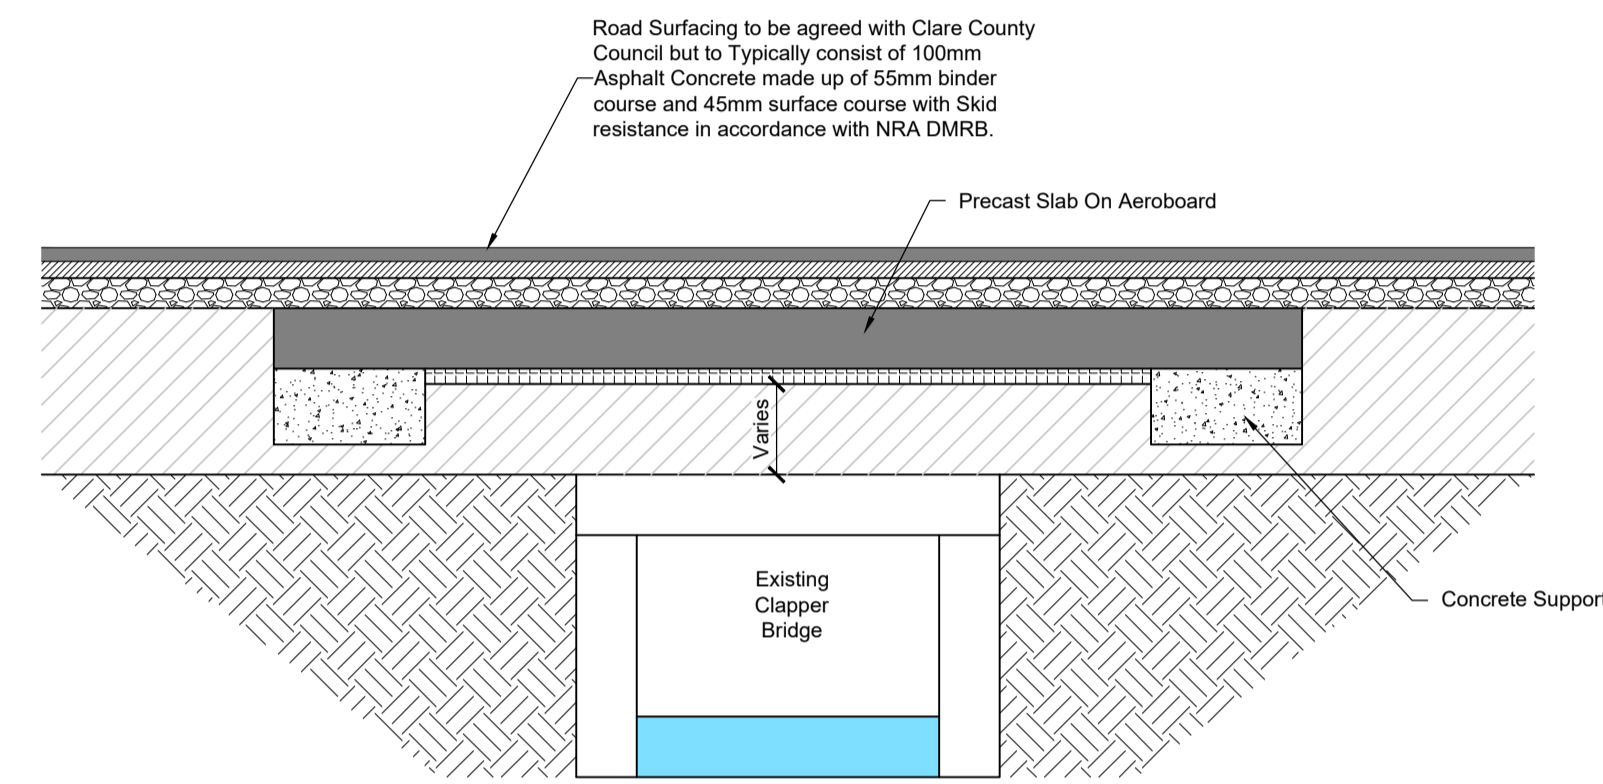 Road Surfacing to be agreed with Clare County
Council but to Typically consist of 100mm
Asphalt Concrete made up of 55mm binder
course and 45mm surface course with Skid
resistance in accordance with NRA DMRB.
Precast Slab On Aeroboard
Varies
Existing
Clapper
Bridge
Concrete Support